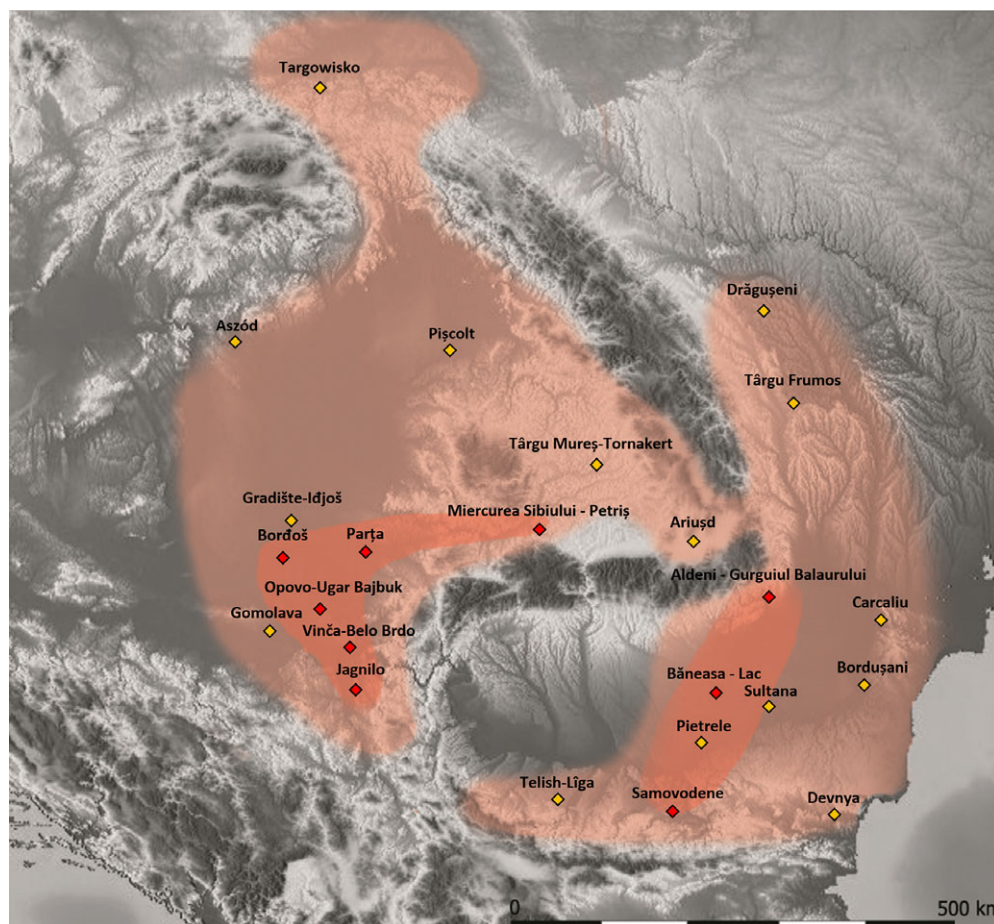 Targowisko
Drăgușeni
Aszód
Pișcolt
Târgu Frumos
Târgu Mureș-Tornakert
Gradište-Iđjoš
Miercurea Sibiului - Petriș
Borđoš
Parța
Ariușd
Aldeni - Gurguiul Balaurului
Opovo-Ugar Bajbuk
Gomolava
Carcaliu
Vinča-Belo Brdo
Jagnilo
Băneasa - Lac
Bordușani
Sultana
Pietrele
Telish-Lîga
Samovodene
Devnya
0
500 km